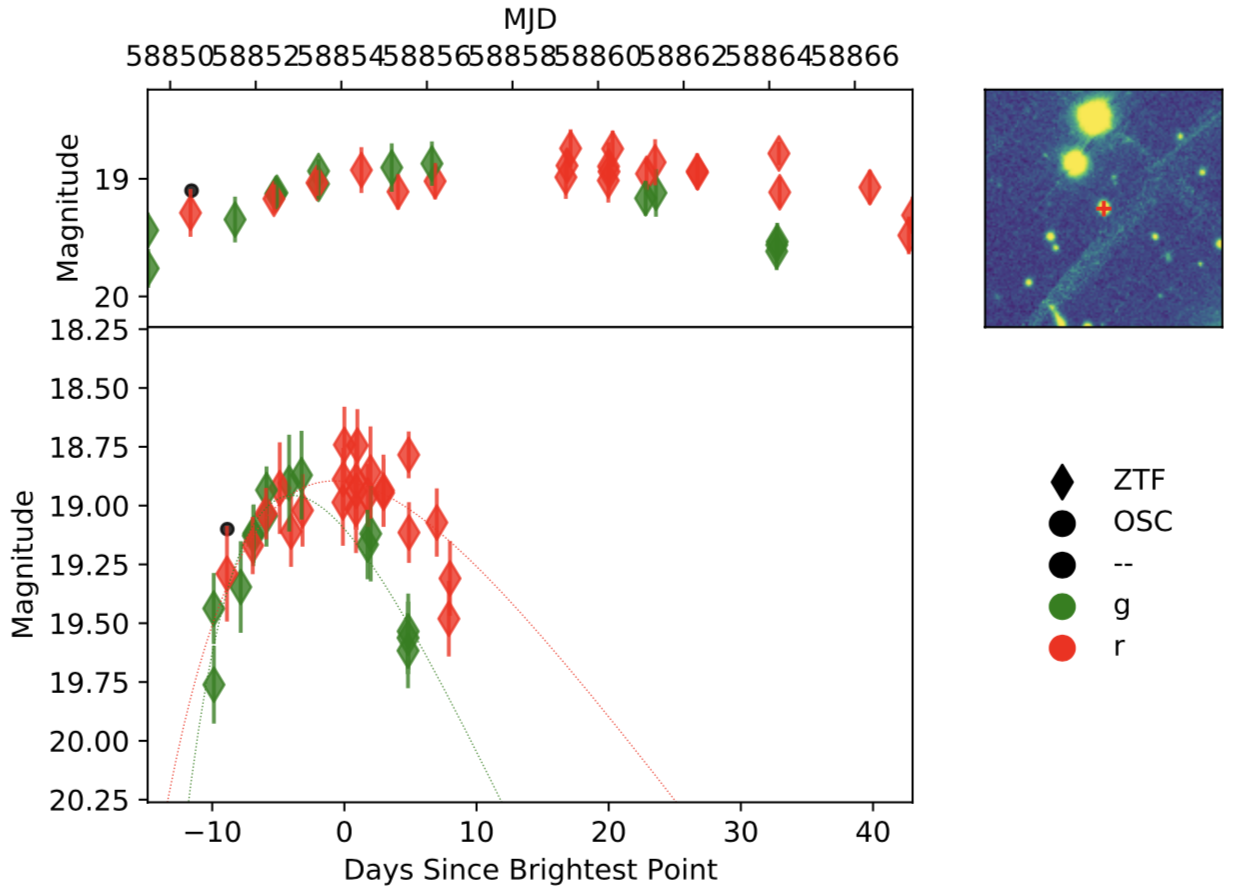 MJD
58850 58852 58854 58856 58858 58860 58862 58864 58866
Magnitude
19
20
18.25
18.50
18.75
19.00
19.25
19.50
19.75
20.00
20.25
Magnitude
−10 0 10 20 30 40
Days Since Brightest Point
ZTF
OSC
--
g
r